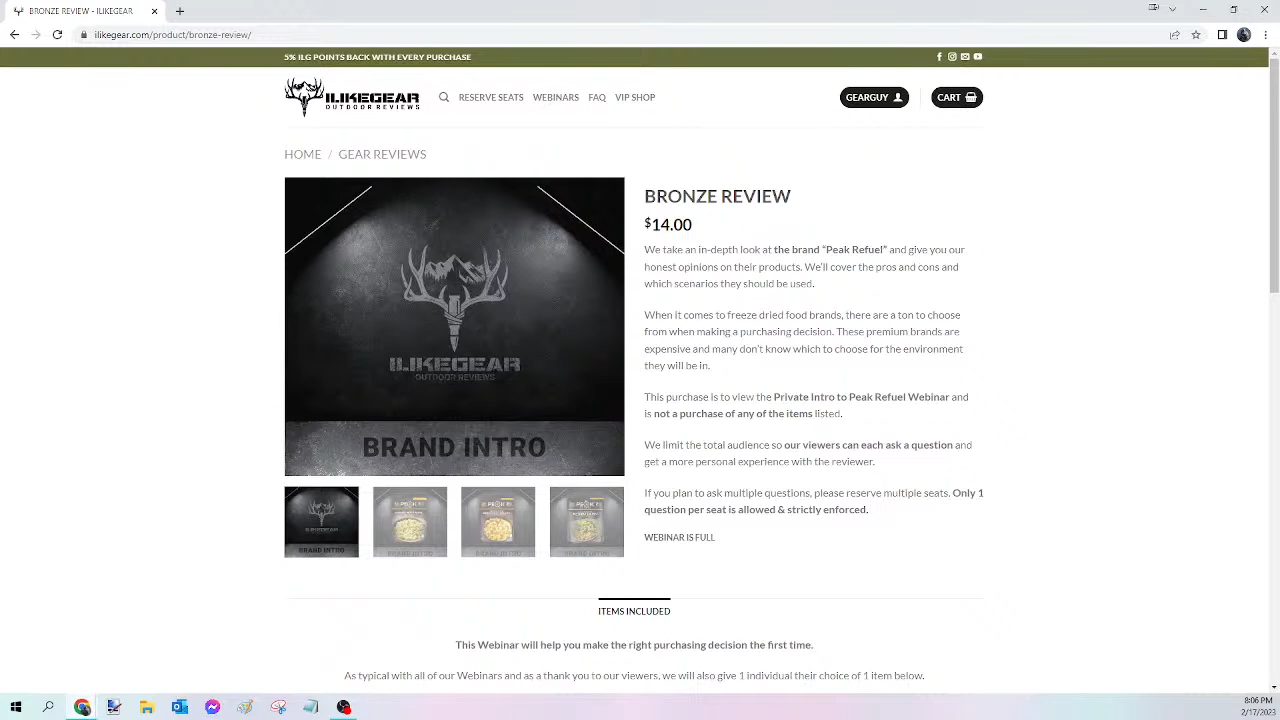 BRONZE REVIEW - ILIKEGEAR -
ilikegear.com/product/bronze-review/
5% ILG POINTS BACK WITH EVERY PURCHASE
ILIKEGEAR
OUTDOOR REVIEWS
RESERVE SEATS WEBINARS FAQ VIP SHOP
GEARGUY
CART
HOME / GEAR REVIEWS
ILIKEGEAR
OUTDOOR REVIEWS
BRAND INTRO
BRAND INTRO
BRAND INTRO
BRAND INTRO
BRONZE REVIEW
$14.00
We take an in-depth look at the brand “Peak Refuel” and give you our
honest opinions on their products. We’ll cover the pros and cons and
which scenarios they should be used.
When it comes to freeze dried food brands, there are a ton to choose
from when making a purchasing decision. These premium brands are
expensive and many don’t know which to choose for the environment
they will be in.
This purchase is to view the Private Intro to Peak Refuel Webinar and
is not a purchase of any of the items listed.
We limit the total audience so our viewers can each ask a question and
get a more personal experience with the reviewer.
If you plan to ask multiple questions, please reserve multiple seats. Only 1
question per seat is allowed & strictly enforced.
WEBINAR IS FULL
ITEMS INCLUDED
This Webinar will help you make the right purchasing decision the first time.
As typical with all of our Webinars and as a thank you to our viewers, we will also give 1 individual their choice of 1 item below.
8:06 PM
2/17/2023